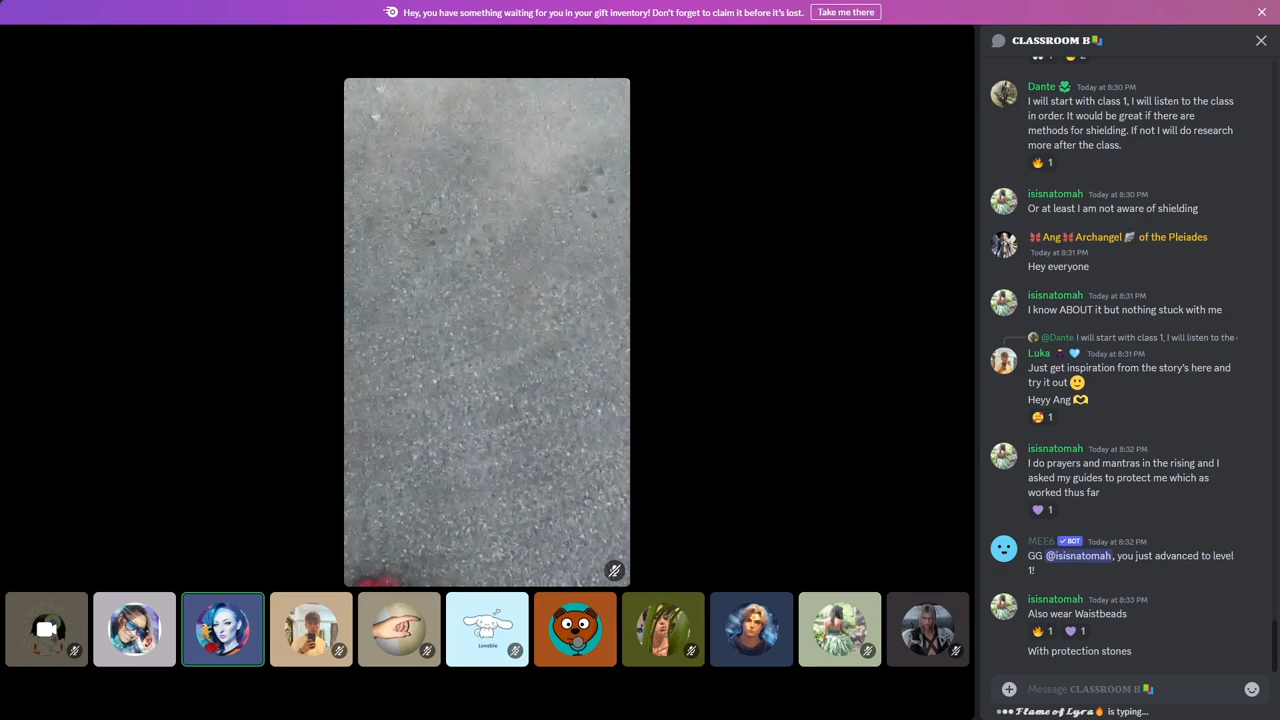 Hey, you have something waiting for you in your gift inventory! Don't forget to claim it before it's lost.
Take me there
CLASSROOM B
Dante Today at 8:30 PM
I will start with class 1, I will listen to the class
in order. It would be great if there are
methods for shielding. If not I will do research
more after the class.
1
isisnatomah Today at 8:30 PM
Or at least I am not aware of shielding
Ang Archangel of the Pleiades
Today at 8:31 PM
Hey everyone
isisnatomah Today at 8:31 PM
I know ABOUT it but nothing stuck with me
@Dante I will start with class 1, I will listen to the
Luka Today at 8:31 PM
Just get inspiration from the story's here and
try it out
Heyy Ang
1
isisnatomah Today at 8:32 PM
I do prayers and mantras in the rising and I
asked my guides to protect me which as
worked thus far
1
MEE6 BOT Today at 8:32 PM
GG @isisnatomah, you just advanced to level
1!
isisnatomah Today at 8:33 PM
Also wear Waistbeads
1 1
With protection stones
Lovable
Message CLASSROOM B
Flame of Lyra is typing...